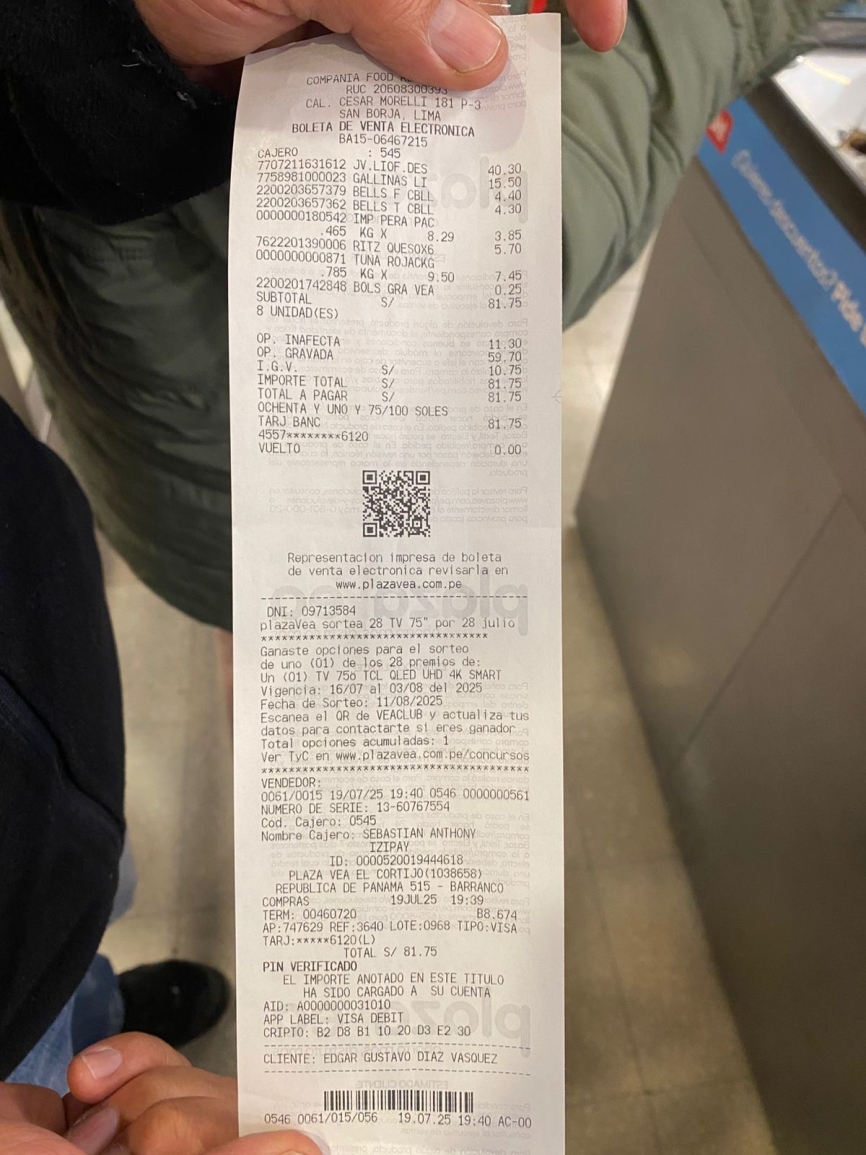 COMPANIA FOOD
RUC 20608300393
CAL. CESAR MORELLI 181 P-3
SAN BORJA, LIMA
BOLETA DE VENTA ELECTRONICA
BA15-06467215
CAJERO : 545
7707211631612 JV.LIOF.DES 40.30
7758981000023 GALLINAS LI 15.50
2200203657379 BELLS F CBLL 4.40
2200203657362 BELLS T CBLL 4.30
0000000180542 IMP PERA PAC
.465 KG X 8.29 3.85
7622201390006 RITZ QUESOX6 5.70
0000000000871 TUNA ROJACKG
.785 KG X 9.50 7.45
2200201742848 BOLS GRA VEA 0.25
SUBTOTAL S/ 81.75
8 UNIDAD(ES)
OP. INAFECTA 11.30
OP. GRAVADA 59.70
I.G.V. S/ 10.75
IMPORTE TOTAL S/ 81.75
TOTAL A PAGAR S/ 81.75
OCHENTA Y UNO Y 75/100 SOLES
TARJ BANC 81.75
4557********6120
VUELTO 0.00
Representacion impresa de boleta
de venta electronica revisarla en
www.plazavea.com.pe
DNI: 09713584
plazaVea sortea 28 TV 75" por 28 julio
Ganaste opciones para el sorteo
de uno (01) de los 28 premios de:
Un (01) TV 75ö TCL QLED UHD 4K SMART
Vigencia: 16/07 al 03/08 del 2025
Fecha de Sorteo: 11/08/2025
Escanea el QR de VEACLUB y actualiza tus
datos para contactarte si eres ganador
Total opciones acumuladas: 1
Ver TyC en www.plazavea.com.pe/concursos
VENDEDOR:
0061/0015 19/07/25 19:40 0546 0000000561
NUMERO DE SERIE: 13-60767554
Cod. Cajero: 0545
Nombre Cajero: SEBASTIAN ANTHONY
IZIPAY
ID: 0000520019444618
PLAZA VEA EL CORTIJO(1038658)
REPUBLICA DE PANAMA 515 - BARRANCO
COMPRAS 19JUL25 19:39
TERM: 00460720 B8.674
AP:747629 REF:3640 LOTE:0968 TIPO:VISA
TARJ:*****6120(L)
TOTAL S/ 81.75
PIN VERIFICADO
EL IMPORTE ANOTADO EN ESTE TITULO
HA SIDO CARGADO A SU CUENTA
AID: A0000000031010
APP LABEL: VISA DEBIT
CRIPTO: B2 D8 B1 10 20 D3 F2 30
CLIENTE: EDGAR GUSTAVO DIAZ VASQUEZ
0546 0061/015/056 19.07.25 19:40 AC-00